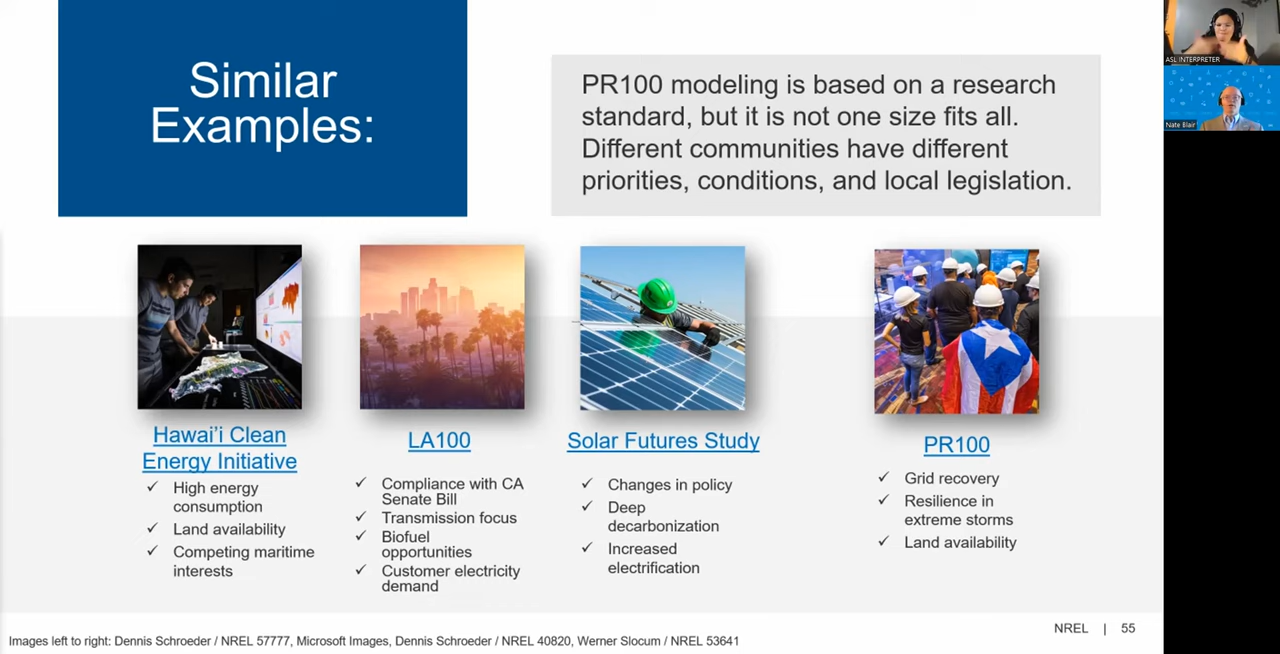 Similar
Examples:
PR100 modeling is based on a research
standard, but it is not one size fits all.
Different communities have different
priorities, conditions, and local legislation.
Hawai’i Clean
Energy Initiative
✓ High energy
consumption
✓ Land availability
✓ Competing maritime
interests
LA100
✓ Compliance with CA
Senate Bill
✓ Transmission focus
✓ Biofuel
opportunities
✓ Customer electricity
demand
Solar Futures Study
✓ Changes in policy
✓ Deep
decarbonization
✓ Increased
electrification
PR100
✓ Grid recovery
✓ Resilience in
extreme storms
✓ Land availability
Images left to right: Dennis Schroeder / NREL 57777, Microsoft Images, Dennis Schroeder / NREL 40820, Werner Slocum / NREL 53641
NREL | 55
ASL INTERPRETER
Nate Blair